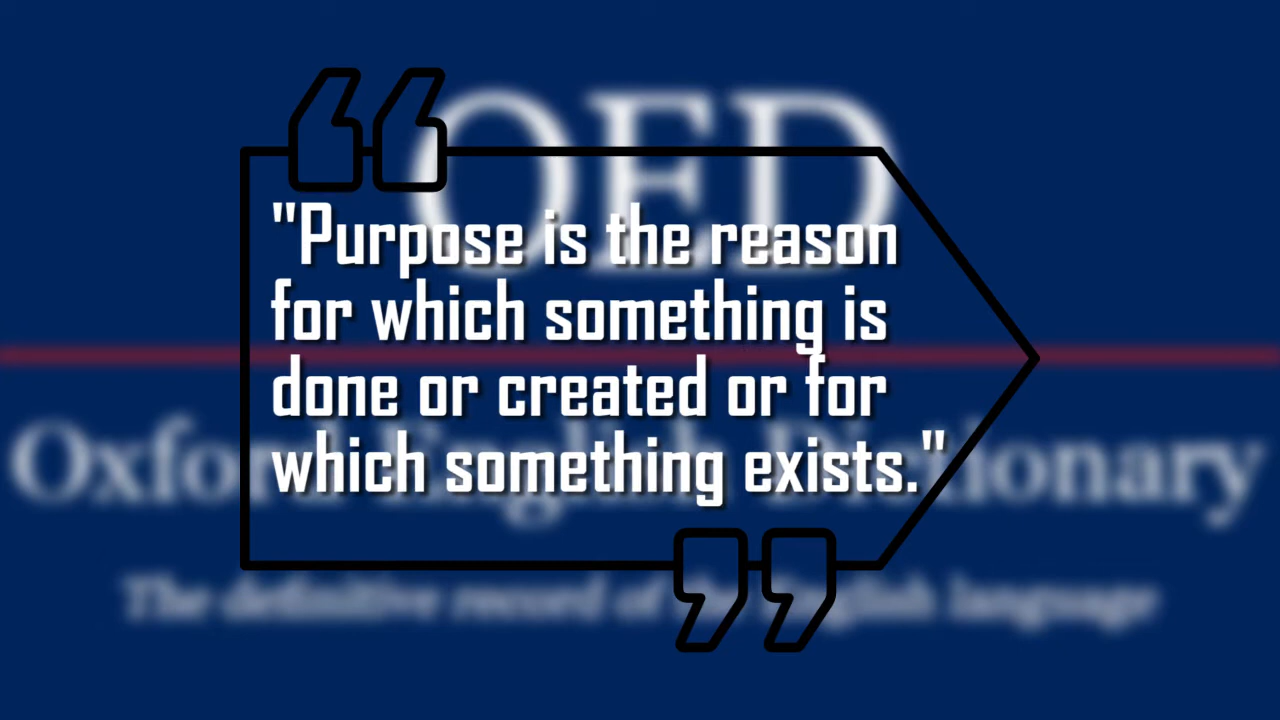 OED
"Purpose is the reason
for which something is
done or created or for
which something exists."
Oxford English Dictionary
The definitive record of the English language